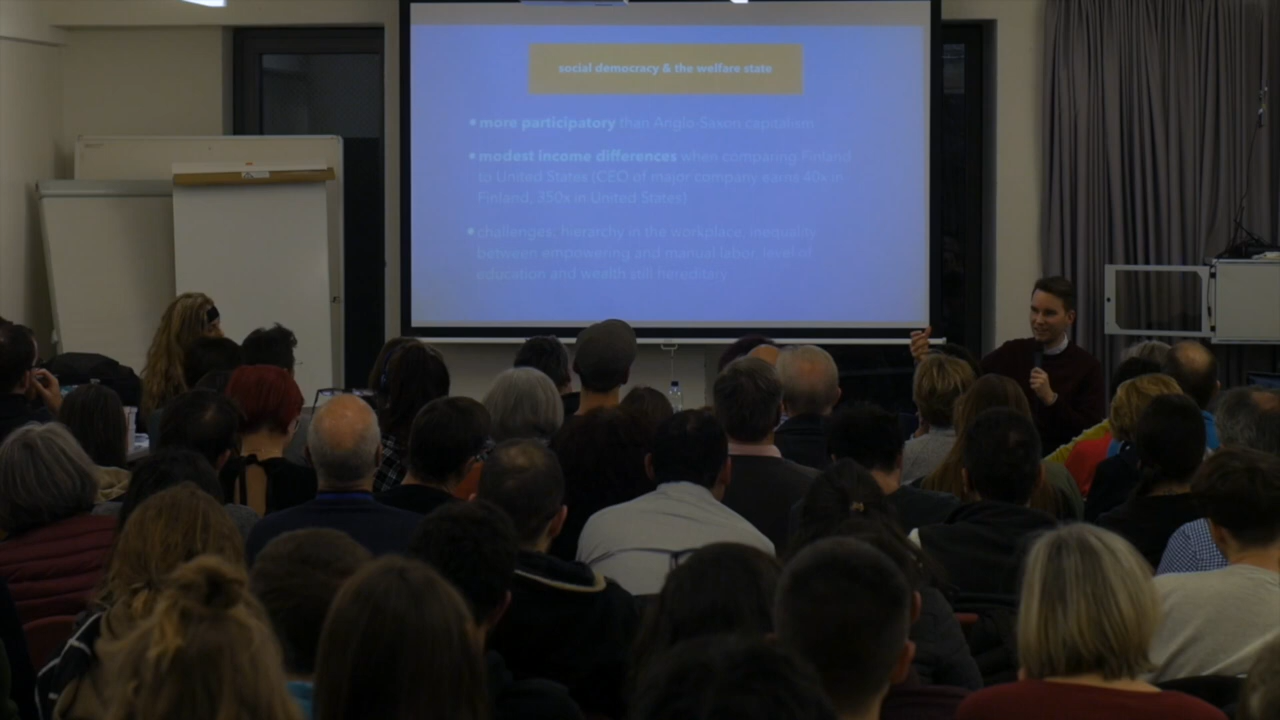 social democracy & the welfare state
• more participatory than Anglo-Saxon capitalism
• modest income differences when comparing Finland
to United States (CEO of major company earns 40x in
Finland, 350x in United States)
• challenges: hierarchy in the workplace, inequality
between empowering and manual labor, level of
education and wealth still hereditary